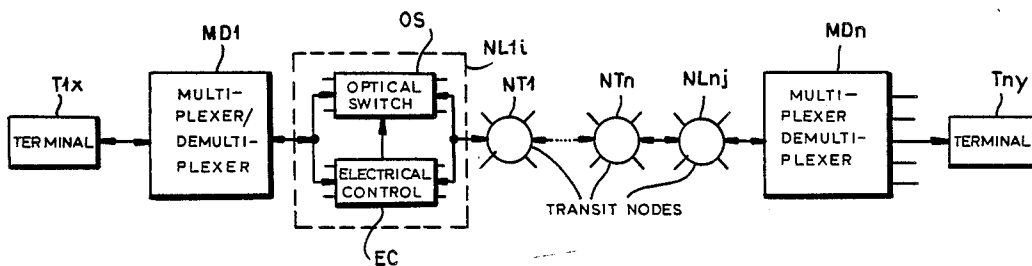 OS
MD1
NL1i
MDn
T1x
NT1
NTn
NLnj
Tny
TERMINAL
MULTI-
PLEXER/
DEMULTI-
PLEXER
OPTICAL
SWITCH
ELECTRICAL
CONTROL
EC
TRANSIT NODES
MULTI-
PLEXER
DEMULTI-
PLEXER
TERMINAL